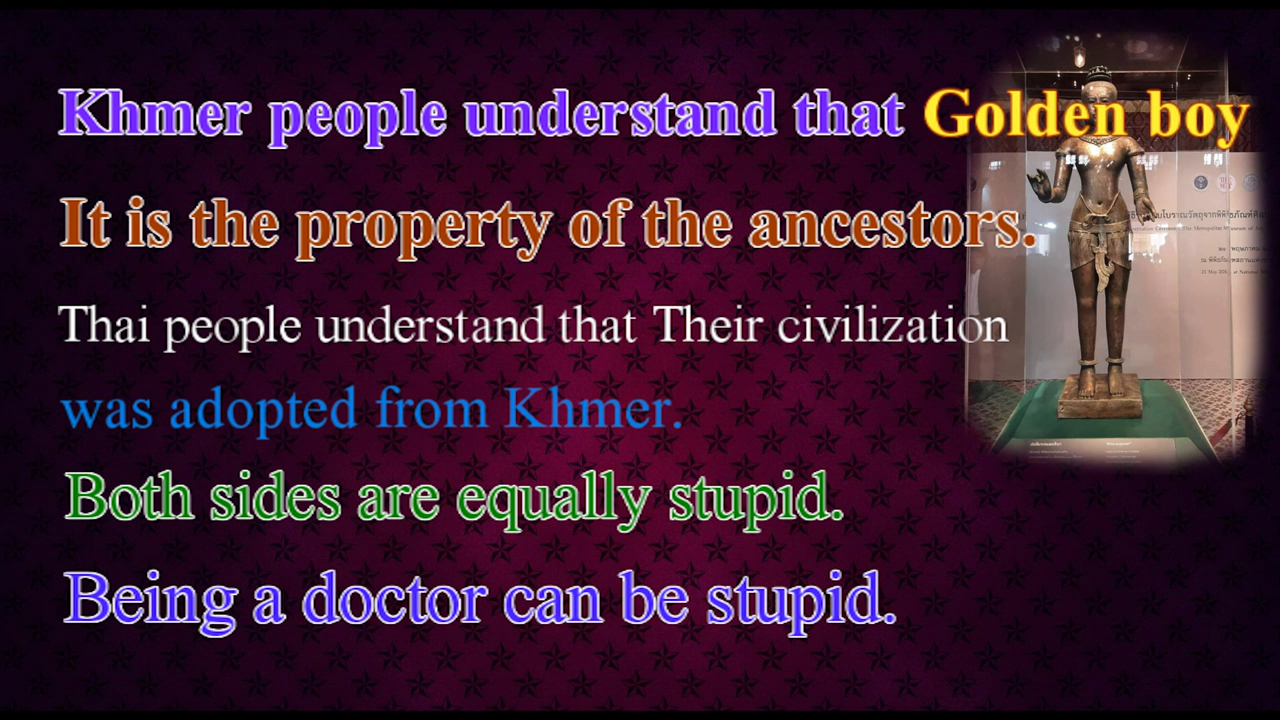 Khmer people understand that Golden boy
It is the property of the ancestors.
Thai people understand that Their civilization
was adopted from Khmer.
Both sides are equally stupid.
Being a doctor can be stupid.